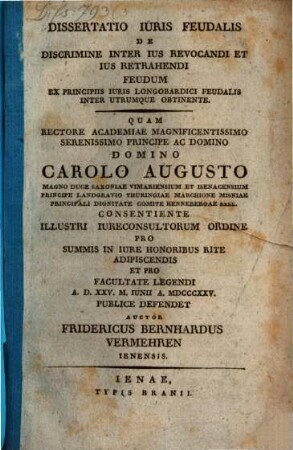 Diss 793
DISSERTATIO IURIS FEUDALIS
DE
DISCRIMINE INTER IUS REVOCANDI ET
IUS RETRAHENDI
FEUDUM
EX PRINCIPIIS IURIS LONGOBARDICI FEUDALIS
INTER UTRUMQUE OBTINENTE.
QUAM
RECTORE ACADEMIAE MAGNIFICENTISSIMO
SERENISSIMO PRINCIPE AC DOMINO
DOMINO
CAROLO AUGUSTO
MAGNO DUCE SAXONIAE VIMARIENSIUM ET ISENACENSIUM
PRINCIPE LANDGRAVIO THURINGIAE MARCHIONE MISNIAE
PRINCIPALI DIGNITATE COMITE HENNEBERGAE RELL.
CONSENTIENTE
ILLUSTRI IURECONSULTORUM ORDINE
PRO
SUMMIS IN IURE HONORIBUS RITE
ADIPISCENDIS
ET PRO
FACULTATE LEGENDI
A. D. XXV. M. IUNII A. MDCCCXXV.
PUBLICE DEFENDET
AUCTOR
FRIDERICUS BERNHARDUS
VERMEHREN
IENENSIS.
IENAE,
TYPIS BRANII.